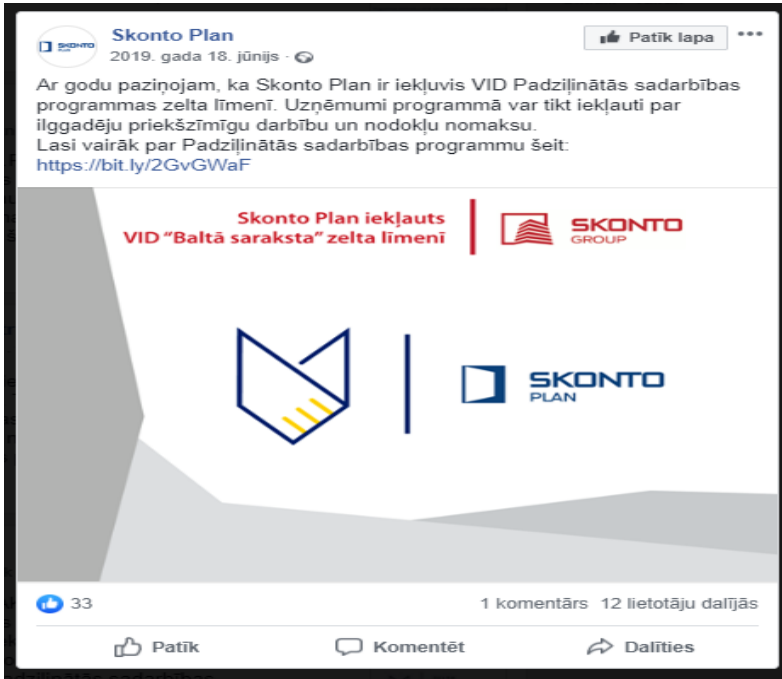 Skonto Plan
2019. gada 18. jūnijs ·
Patīk lapa
SKONTO
PLAN
Ar godu paziņojam, ka Skonto Plan ir iekļuvis VID Padziļinātās sadarbības
programmas zelta līmenī. Uzņēmumi programmā var tikt iekļauti par
ilggadēju priekšzīmīgu darbību un nodokļu nomaksu.
Lasi vairāk par Padziļinātās sadarbības programmu šeit:
https://bit.ly/2GvGWaF
Skonto Plan iekļauts
VID “Baltā saraksta” zelta līmenī
SKONTO
GROUP
SKONTO
PLAN
33
1 komentārs 12 lietotāju dalījās
Patīk
Komentēt
Dalīties